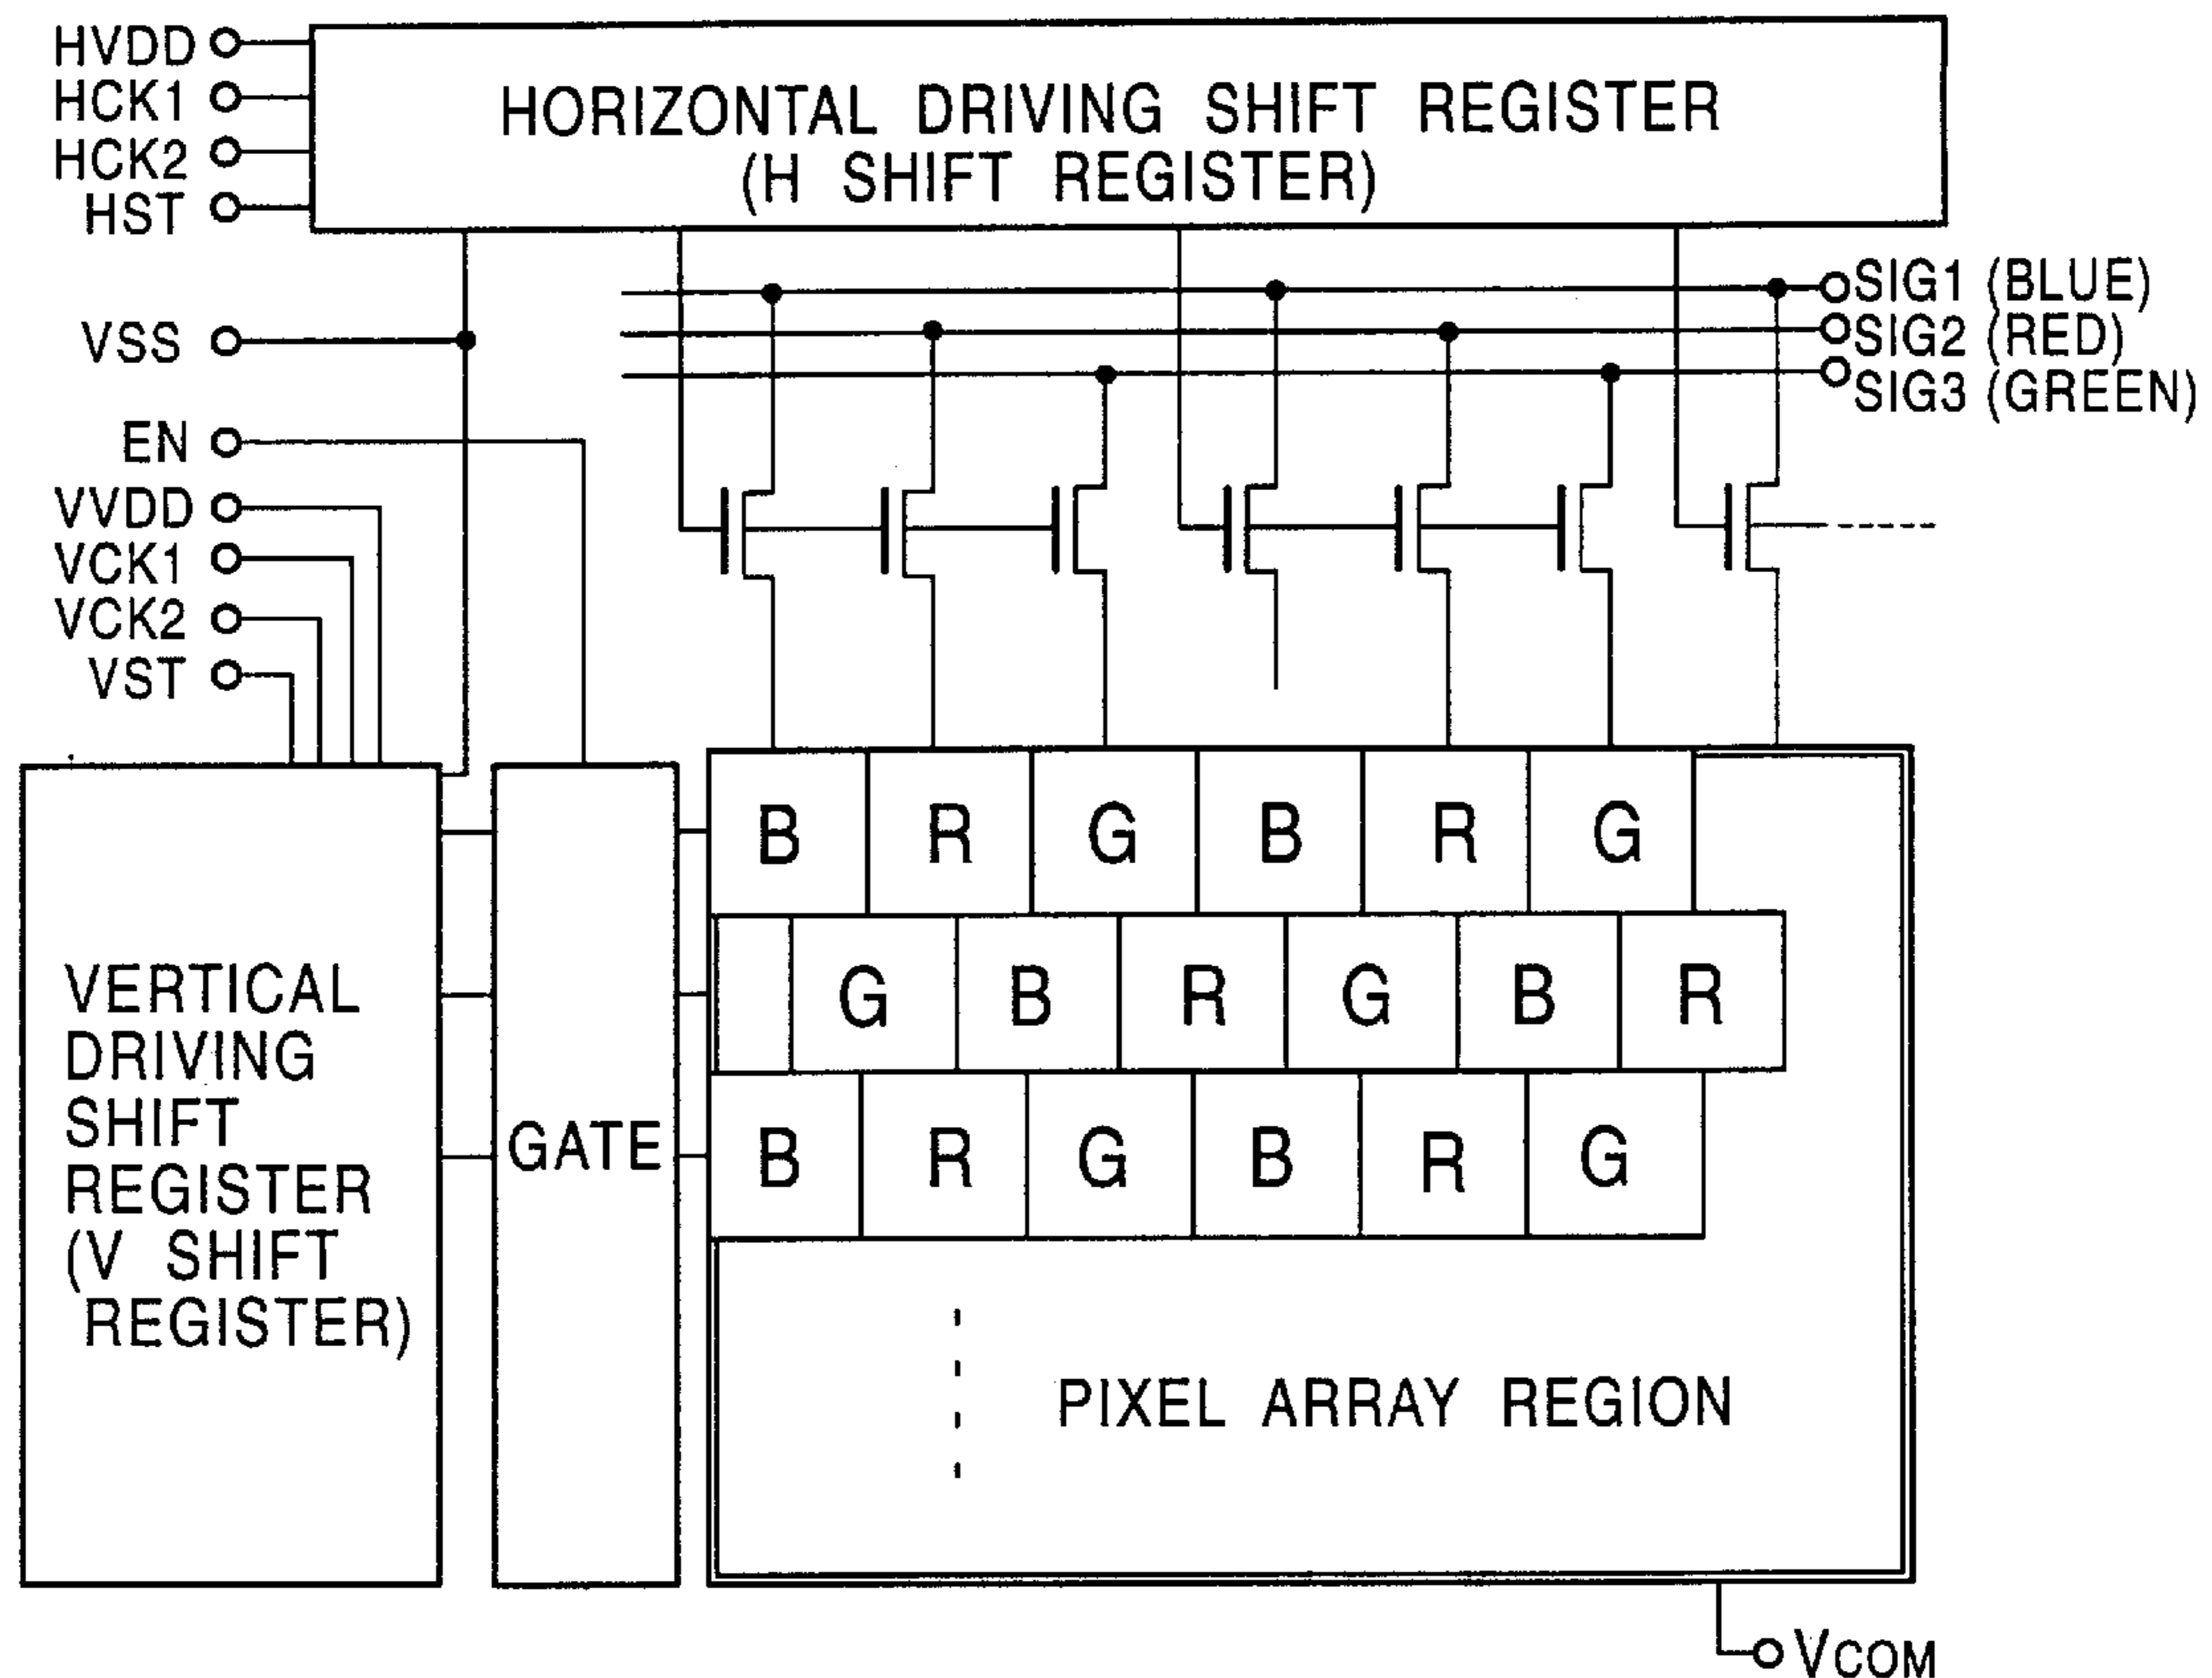 HVDD
HCK1
HCK2
HST
HORIZONTAL DRIVING SHIFT REGISTER
(H SHIFT REGISTER)
SIG1 (BLUE)
SIG2 (RED)
SIG3 (GREEN)
VSS
EN
VVDD
VCK1
VCK2
VST
VERTICAL
DRIVING
SHIFT
REGISTER
(V SHIFT
REGISTER)
GATE
B R G B R G
G B R G B R
B R G B R G
PIXEL ARRAY REGION
VCOM